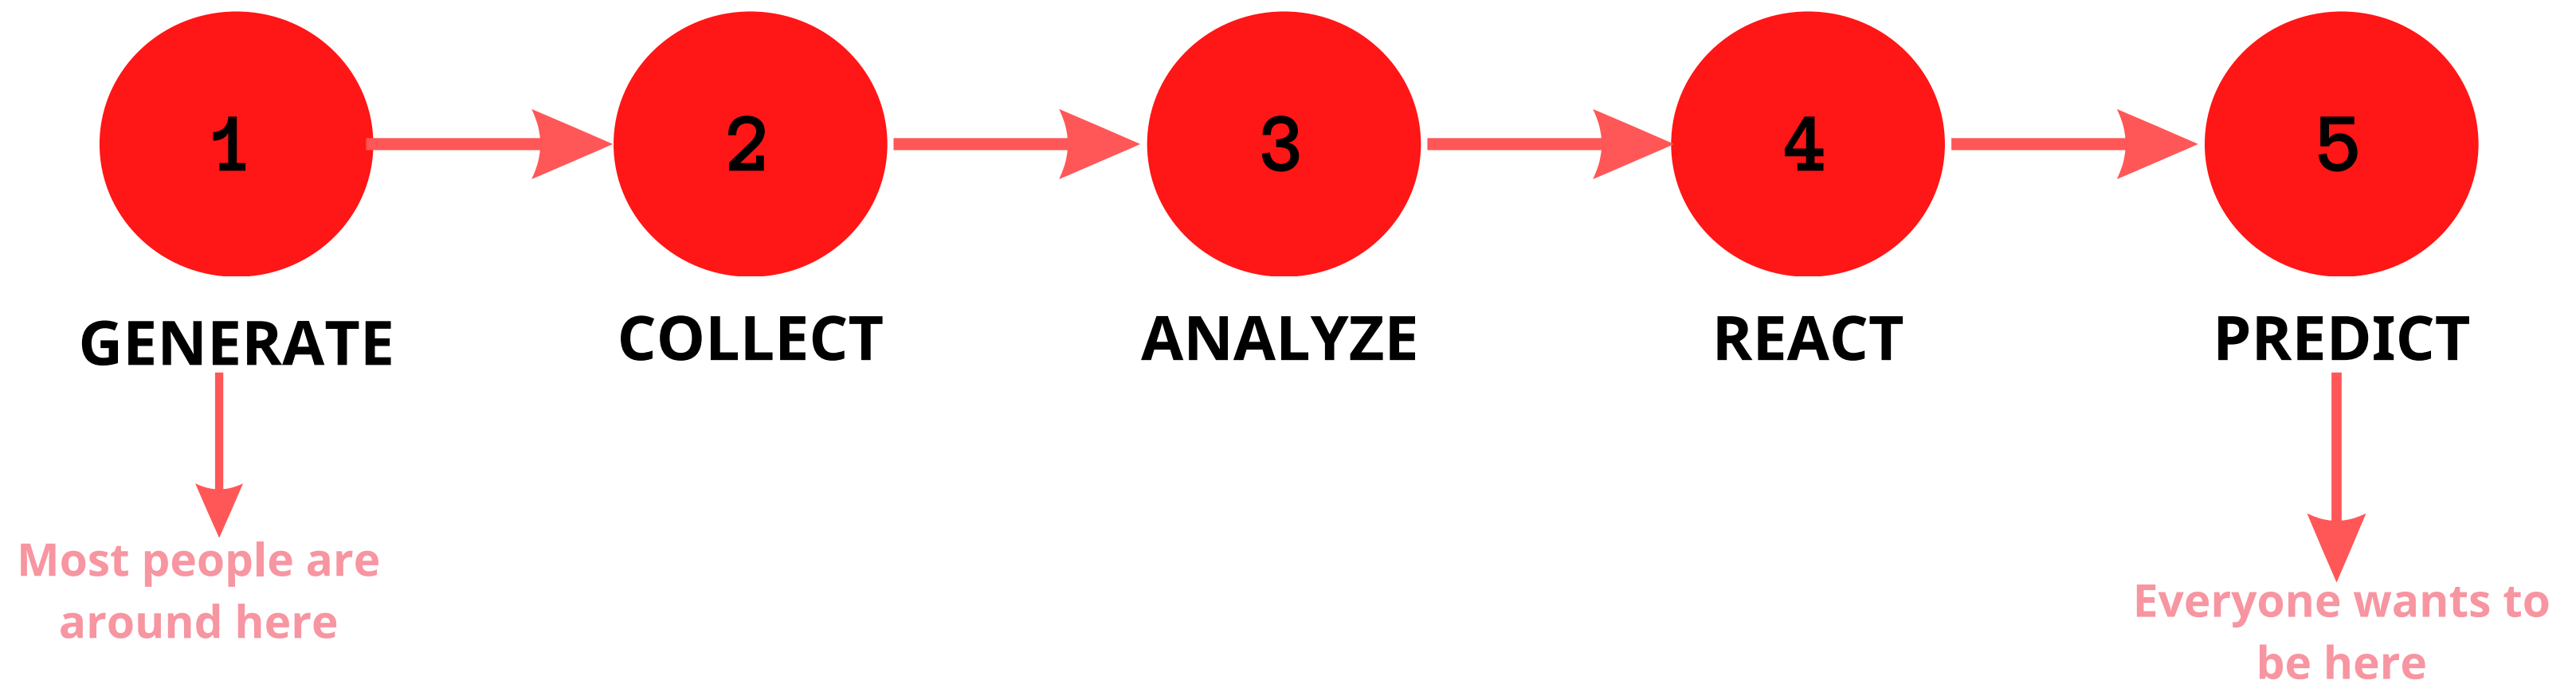 1
2
3
4
5
GENERATE
COLLECT
ANALYZE
REACT
PREDICT
Most people are
around here
Everyone wants to
be here